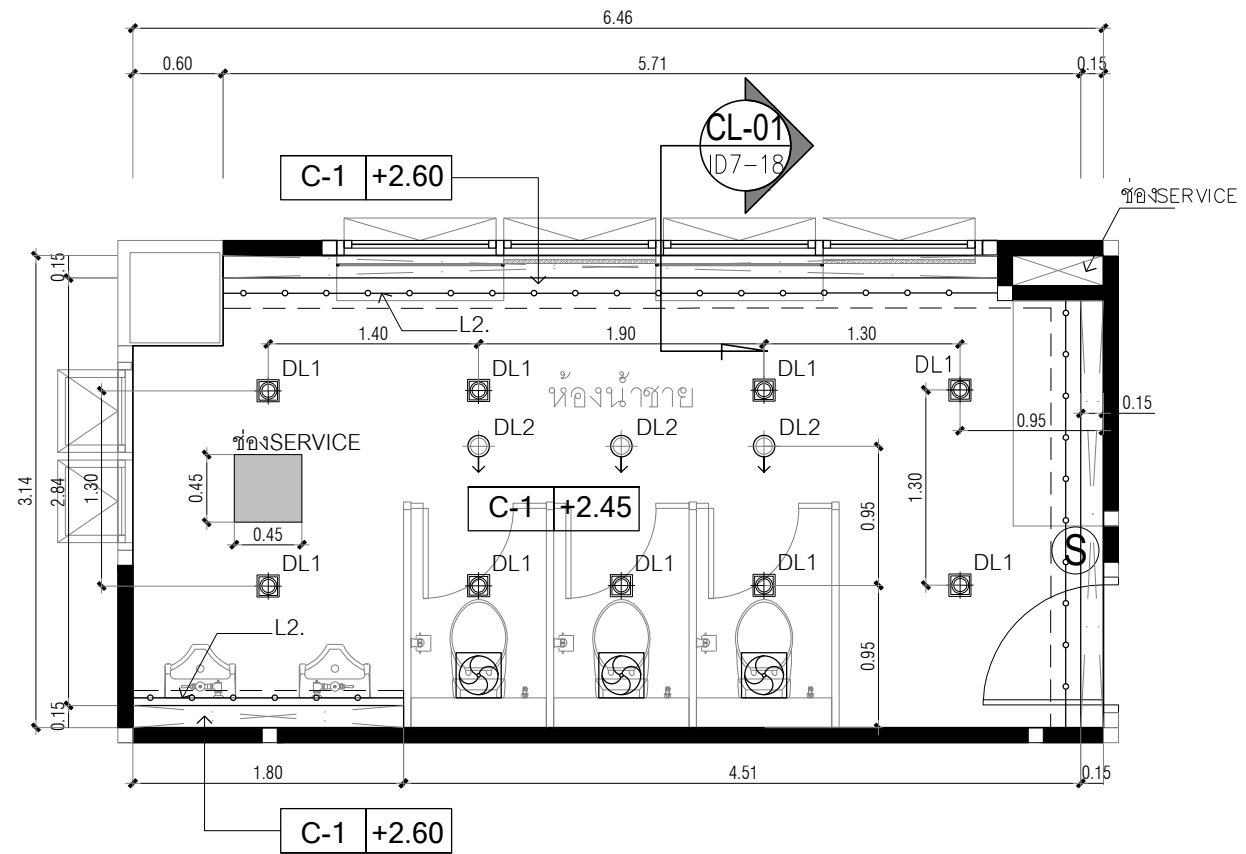 6.46
0.60
5.71
0.15
CL-01
ID7-18
C-1 +2.60
ช่องSERVICE
0.15
L2.
1.40
1.90
1.30
DL1
DL1
DL1
DL1
ห้องน้ำชาย
0.15
0.95
DL2
DL2
DL2
ช่องSERVICE
3.14
2.84
1.30
0.45
C-1 +2.45
0.95
1.30
0.45
S
DL1
DL1
DL1
DL1
DL1
L2.
0.95
0.15
1.80
4.51
0.15
C-1 +2.60